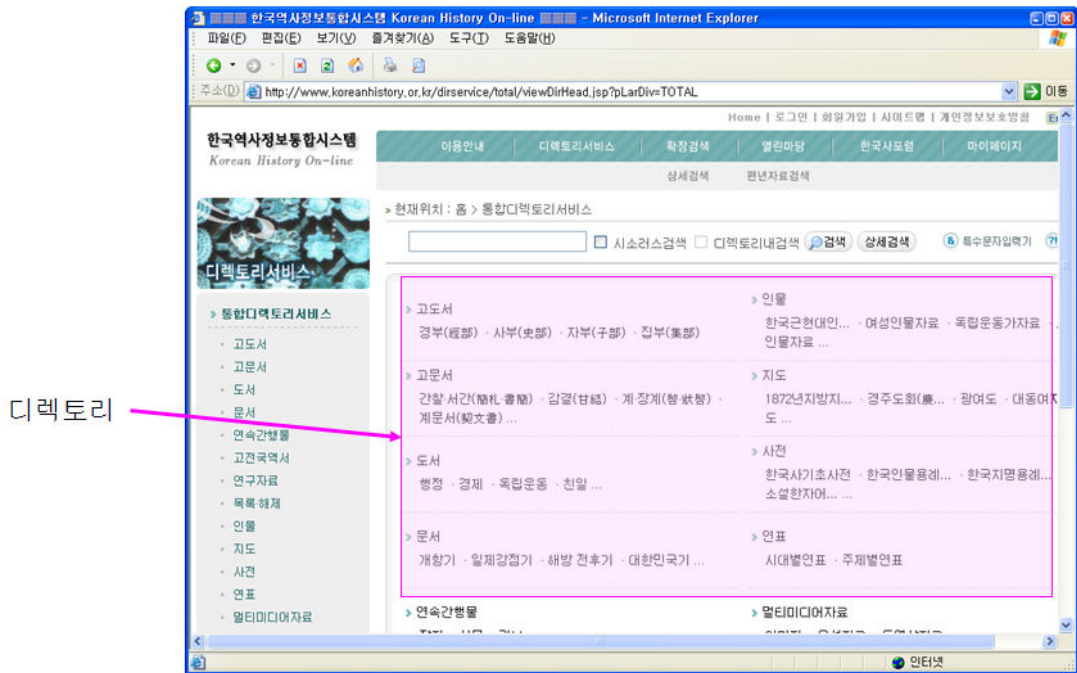 한국역사정보통합시스템 Korean History On-line - Microsoft Internet Explorer
파일(F) 편집(E) 보기(V) 즐겨찾기(A) 도구(T) 도움말(H)
주소(D) http://www.koreanhistory.or.kr/dirservice/total/viewDirHead.jsp?pLarDiv=TOTAL 이동
Home | 로그인 | 회원가입 | 사이트맵 | 개인정보보호방침
한국역사정보통합시스템
Korean History On-line
이용안내 디렉토리서비스 확장검색 열린마당 한국사포럼 마이페이지
상세검색 편년자료검색
현재위치 : 홈 > 통합디렉토리서비스
시소러스검색 디렉토리내검색 검색 상세검색 특수문자입력기
디렉토리서비스
통합디렉토리서비스
고도서
고문서
도서
문서
연속간행물
고전국역서
연구자료
목록·해제
인물
지도
사전
연표
멀티미디어자료
디렉토리
고도서
경부(經部) · 사부(史部) · 자부(子部) · 집부(集部)
인물
한국근현대인... · 여성인물자료 · 독립운동가자료 ·
인물자료 ...
고문서
간찰·서간(簡札·書簡) · 감결(甘結) · 계·장계(啓·狀啓) ·
계문서(契文書) ...
지도
1872년지방지... · 경주도회(慶... · 광여도 · 대동여지
도 ...
도서
행정 · 경제 · 독립운동 · 친일 ...
사전
한국사기초사전 · 한국인물용례... · 한국지명용례...
소설한자어... ...
문서
개항기 · 일제강점기 · 해방 전후기 · 대한민국기 ...
연표
시대별연표 · 주제별연표
연속간행물
멀티미디어자료
인터넷